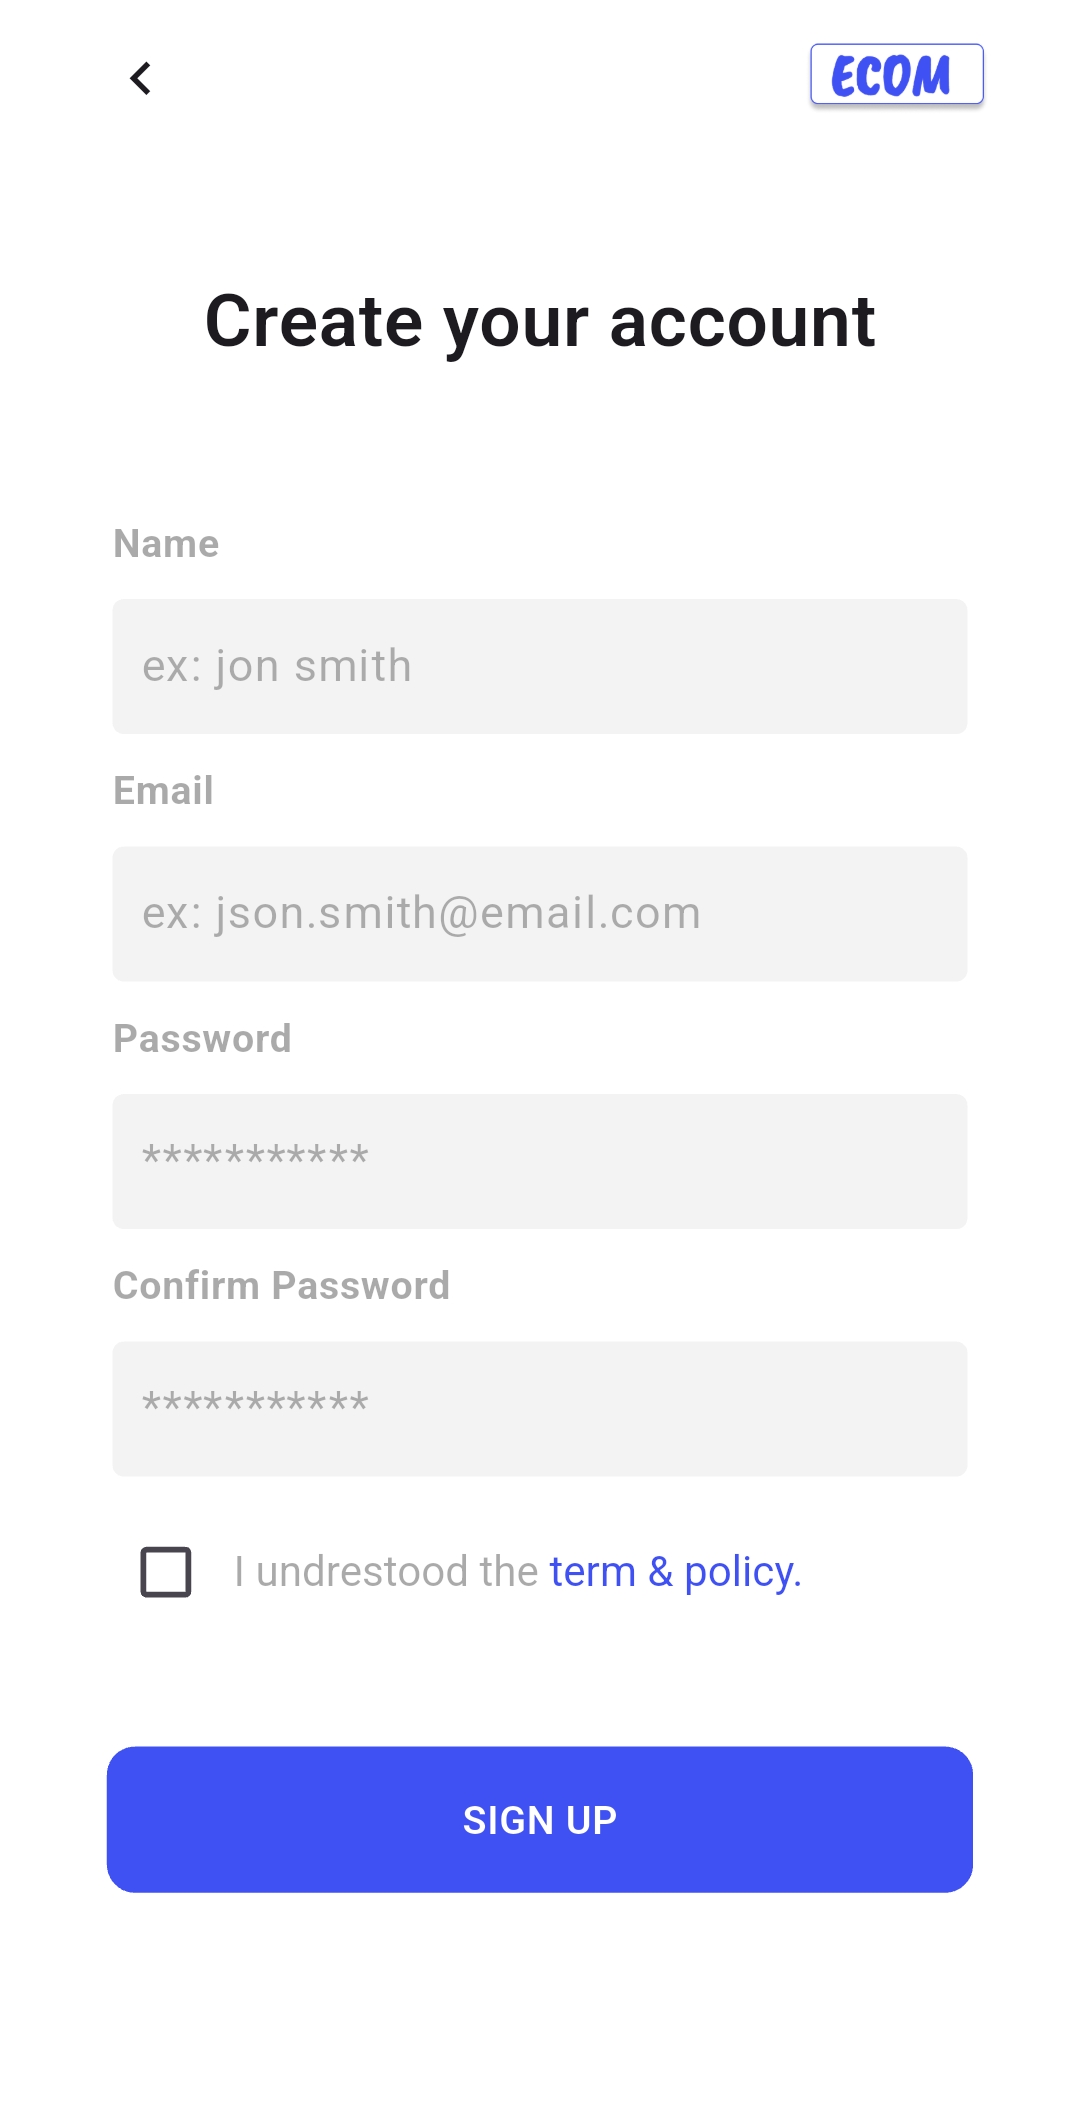 ECOM
Create your account
Name
ex: jon smith
Email
ex: json.smith@email.com
Password
***********
Confirm Password
***********
I undrestood the term & policy.
SIGN UP